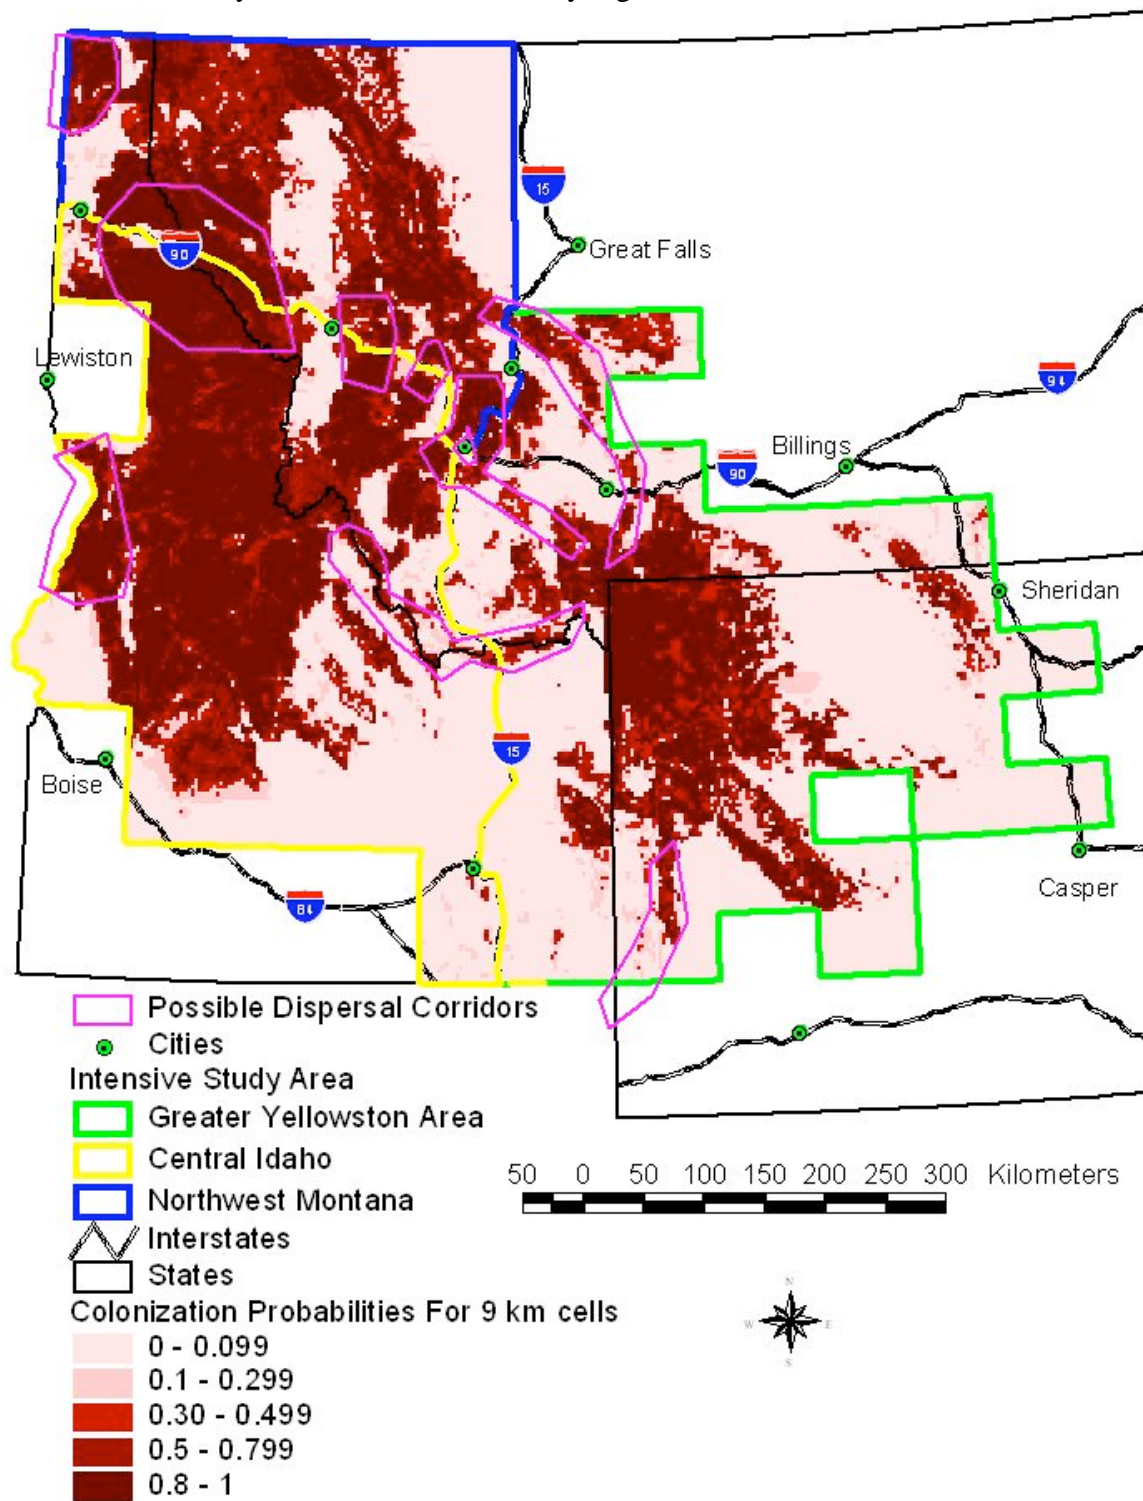 15
Great Falls
90
Lewiston
94
Billings
90
Sheridan
15
Boise
84
Casper
Possible Dispersal Corridors
Cities
Intensive Study Area
Greater Yellowston Area
Central Idaho
Northwest Montana
50 0 50 100 150 200 250 300 Kilometers
Interstates
States
Colonization Probabilities For 9 km cells
N
W E
S
0 - 0.099
0.1 - 0.299
0.30 - 0.499
0.5 - 0.799
0.8 - 1